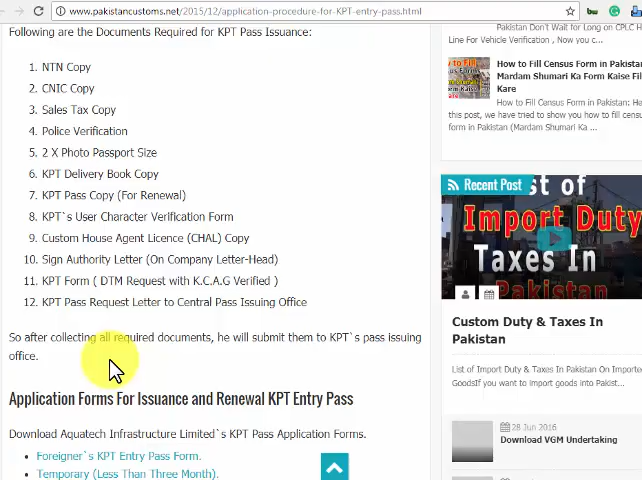 www.pakistancustoms.net/2015/12/application-procedure-for-KPT-entry-pass.html
Following are the Documents Required for KPT Pass Issuance:
1. NTN Copy
2. CNIC Copy
3. Sales Tax Copy
4. Police Verification
5. 2 X Photo Passport Size
6. KPT Delivery Book Copy
7. KPT Pass Copy (For Renewal)
8. KPT`s User Character Verification Form
9. Custom House Agent Licence (CHAL) Copy
10. Sign Authority Letter (On Company Letter-Head)
11. KPT Form ( DTM Request with K.C.A.G Verified )
12. KPT Pass Request Letter to Central Pass Issuing Office
So after collecting all required documents, he will submit them to KPT`s pass issuing
office.
Application Forms For Issuance and Renewal KPT Entry Pass
Download Aquatech Infrastructure Limited`s KPT Pass Application Forms.
Foreigner`s KPT Entry Pass Form.
Temporary (Less Than Three Month).
Pakistan Don't Wait for Long on CPLC H
Line For Vehicle Verification , Now you c...
How to Fill Census Form in Pakistan
Mardam Shumari Ka Form Kaise Fil
Kare
How to Fill Census Form in Pakistan: He
this post, we have tried to show you how to fill censu
form in Pakistan (Mardam Shumari Ka ...
Recent Post
st of
Import Duty
Taxes In
Pakistan
Custom Duty & Taxes In
Pakistan
List of Import Duty & Taxes In Pakistan On Importe
GoodsIf you want to import goods into Pakist...
28 Jun 2016
Download VGM Undertaking